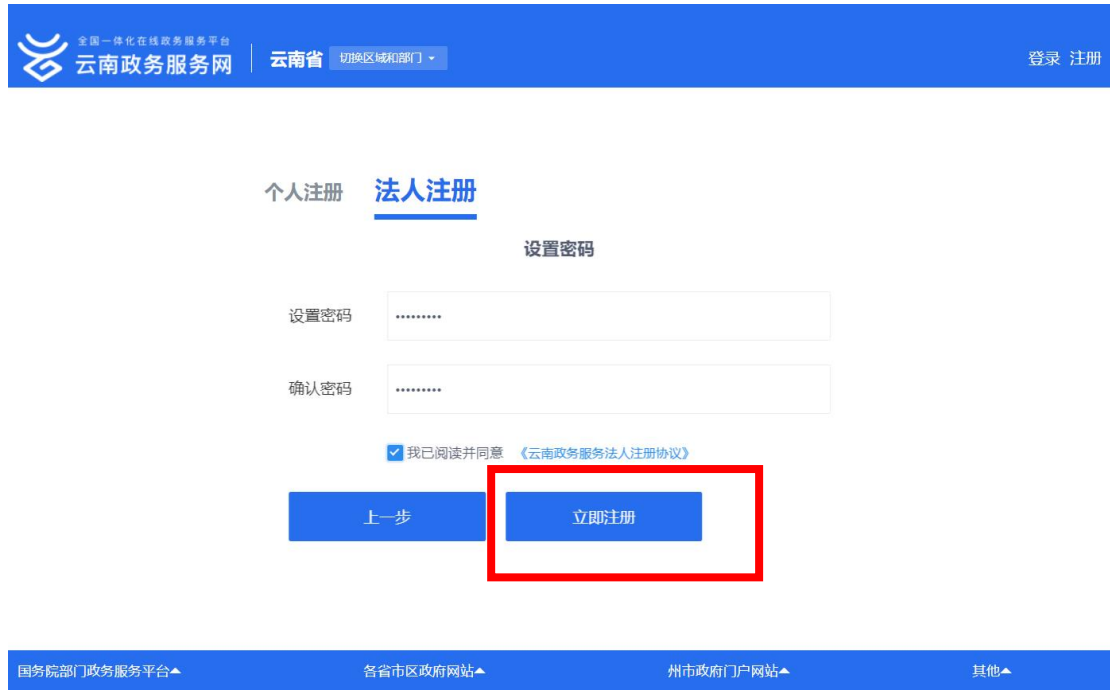 全国一体化在线政务服务平台
云南政务服务网 云南省 切换区域和部门 登录 注册
个人注册 法人注册
设置密码
设置密码 •••••••••
确认密码 •••••••••
我已阅读并同意 《云南政务服务法人注册协议》
上一步 立即注册
国务院部门政务服务平台 各省市区政府网站 州市政府门户网站 其他